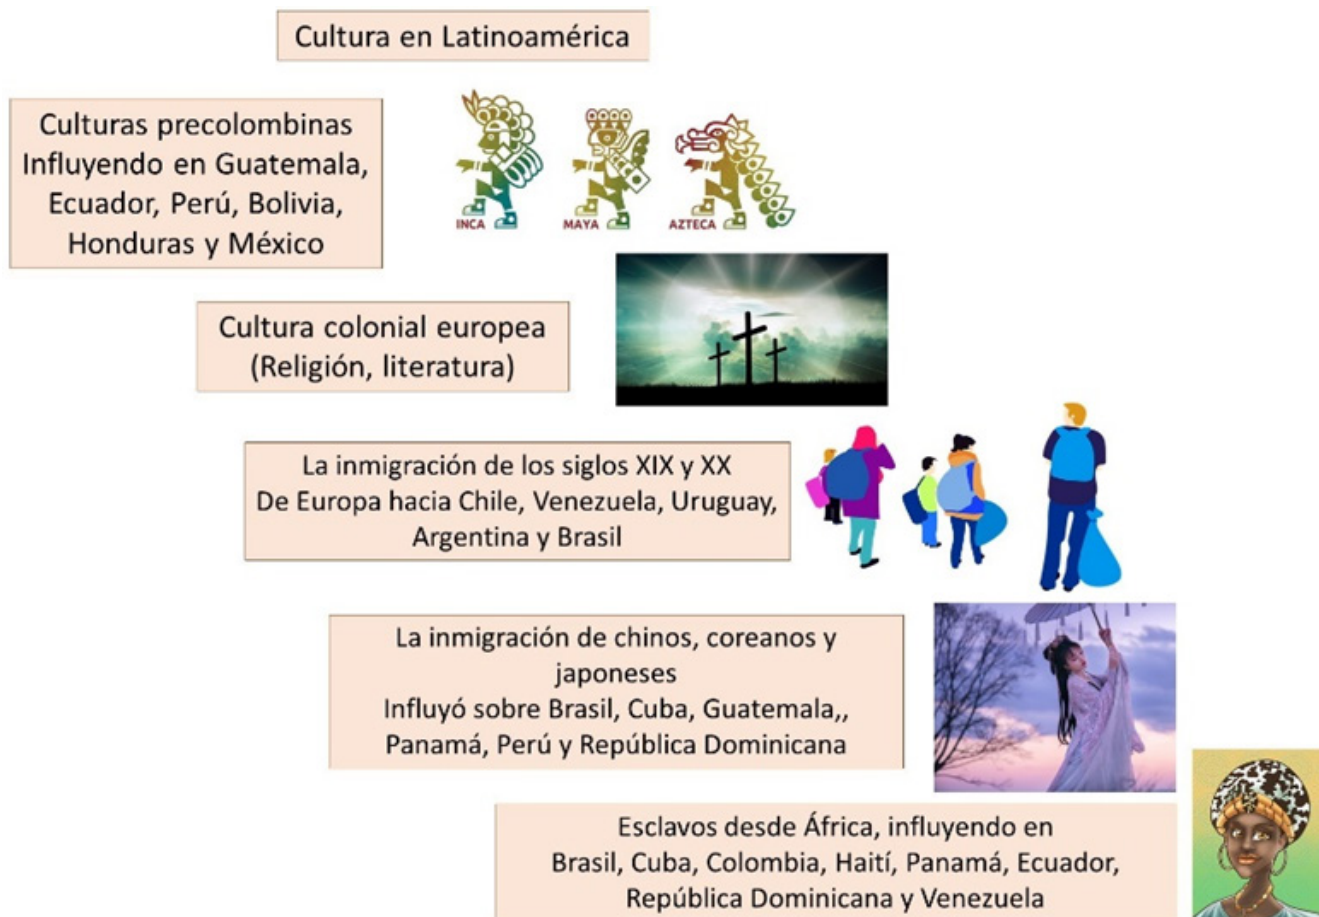 Cultura en Latinoamérica
Culturas precolombinas
Influyendo en Guatemala,
Ecuador, Perú, Bolivia,
Honduras y México
INCA
MAYA
AZTECA
Cultura colonial europea
(Religión, literatura)
La inmigración de los siglos XIX y XX
De Europa hacia Chile, Venezuela, Uruguay,
Argentina y Brasil
La inmigración de chinos, coreanos y
japoneses
Influyó sobre Brasil, Cuba, Guatemala,,
Panamá, Perú y República Dominicana
Esclavos desde África, influyendo en
Brasil, Cuba, Colombia, Haití, Panamá, Ecuador,
República Dominicana y Venezuela